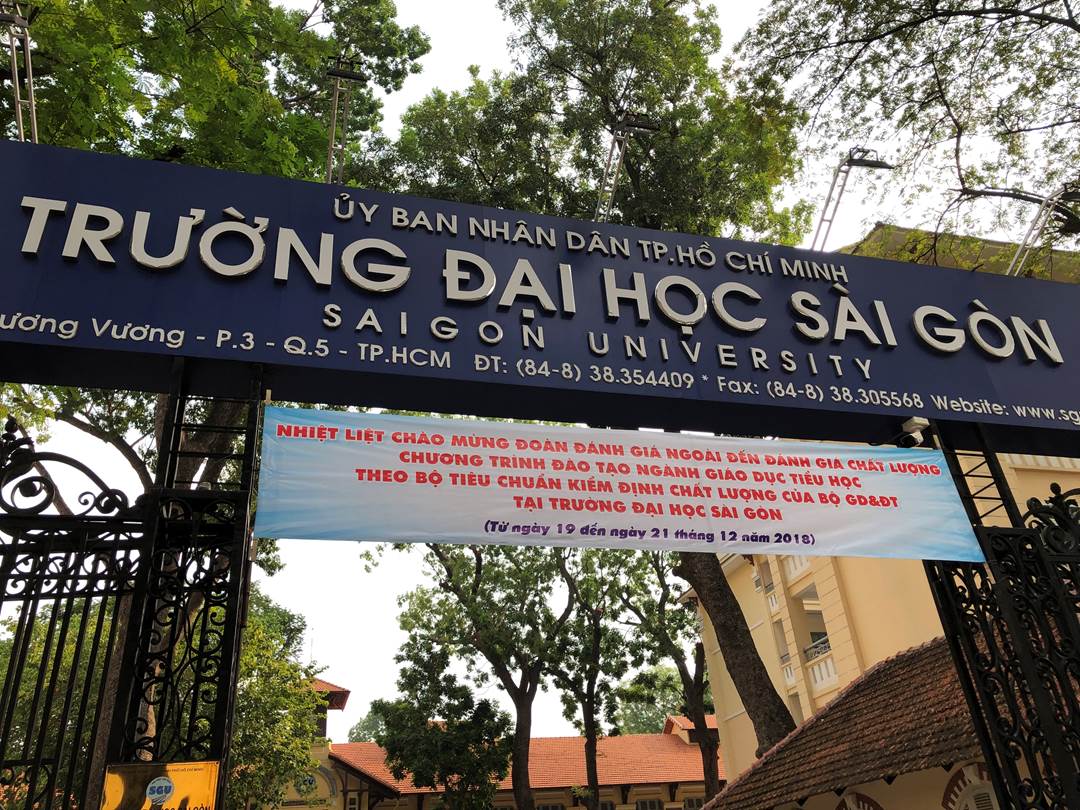 ỦY BAN NHÂN DÂN TP.HỒ CHÍ MINH
TRƯỜNG ĐẠI HỌC SÀI GÒN
SAIGON UNIVERSITY
Vương - P.3 - Q.5 - TP.HCM ĐT: (84-8) 38.354409 * Fax: (84-8) 38.305568 Website: www.sg
NHIỆT LIỆT CHÀO MỪNG ĐOÀN ĐÁNH GIÁ NGOÀI ĐẾN ĐÁNH GIÁ CHẤT LƯỢNG
CHƯƠNG TRÌNH ĐÀO TẠO NGÀNH GIÁO DỤC TIỂU HỌC
THEO BỘ TIÊU CHUẨN KIỂM ĐỊNH CHẤT LƯỢNG CỦA BỘ GD&ĐT
TẠI TRƯỜNG ĐẠI HỌC SÀI GÒN
(Từ ngày 19 đến ngày 21 tháng 12 năm 2018)
SGU